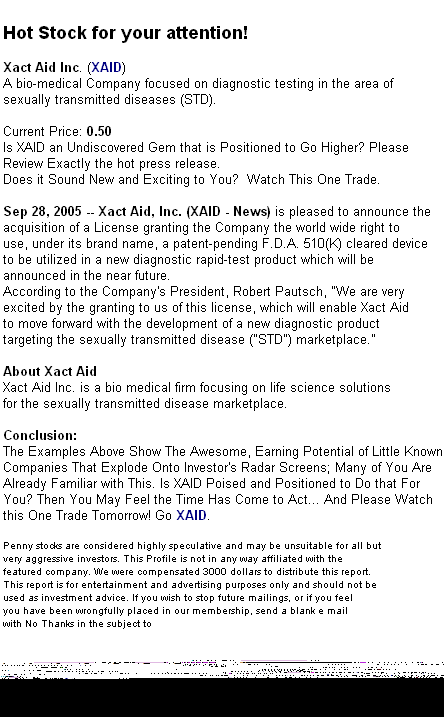 Hot Stock for your attention!
Xact Aid Inc. (XAID)
A bio-medical Company focused on diagnostic testing in the area of
sexually transmitted diseases (STD).
Current Price: 0.50
Is XAID an Undiscovered Gem that is Positioned to Go Higher? Please
Review Exactly the hot press release.
Does it Sound New and Exciting to You?  Watch This One Trade.
Sep 28, 2005 -- Xact Aid, Inc. (XAID - News) is pleased to announce the
acquisition of a License granting the Company the world wide right to
use, under its brand name, a patent-pending F.D.A. 510(K) cleared device
to be utilized in a new diagnostic rapid-test product which will be
announced in the near future.
According to the Company's President, Robert Pautsch, "We are very
excited by the granting to us of this license, which will enable Xact Aid
to move forward with the development of a new diagnostic product
targeting the sexually transmitted disease ("STD") marketplace."
About Xact Aid
Xact Aid Inc. is a bio medical firm focusing on life science solutions
for the sexually transmitted disease marketplace.
Conclusion:
The Examples Above Show The Awesome, Earning Potential of Little Known
Companies That Explode Onto Investor's Radar Screens; Many of You Are
Already Familiar with This. Is XAID Poised and Positioned to Do that For
You? Then You May Feel the Time Has Come to Act... And Please Watch
this One Trade Tomorrow! Go XAID.
Penny stocks are considered highly speculative and may be unsuitable for all but
very aggressive investors. This Profile is not in any way affiliated with the
featured company. We were compensated 3000 dollars to distribute this report.
This report is for entertainment and advertising purposes only and should not be
used as investment advice. If you wish to stop future mailings, or if you feel
you have been wrongfully placed in our membership, send a blank e mail
with No Thanks in the subject to